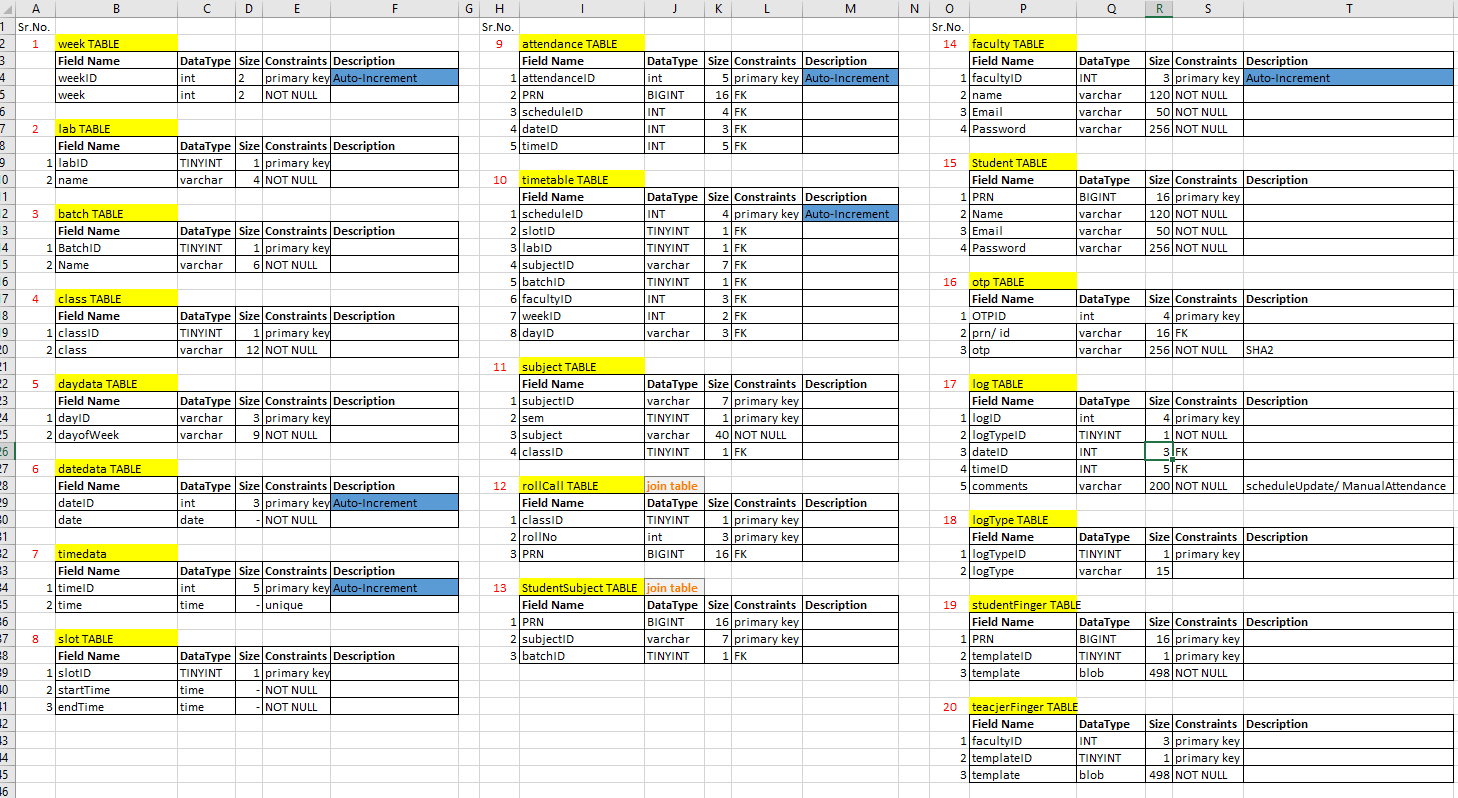 A B C D E F G H I J K L M N O P Q R S T
Sr.No.
1 week TABLE
Field Name DataType Size Constraints Description
weekID int 2 primary key Auto-Increment
week int 2 NOT NULL
2 lab TABLE
Field Name DataType Size Constraints Description
1 labID TINYINT 1 primary key
2 name varchar 4 NOT NULL
3 batch TABLE
Field Name DataType Size Constraints Description
1 BatchID TINYINT 1 primary key
2 Name varchar 6 NOT NULL
4 class TABLE
Field Name DataType Size Constraints Description
1 classID TINYINT 1 primary key
2 class varchar 12 NOT NULL
5 daydata TABLE
Field Name DataType Size Constraints Description
1 dayID varchar 3 primary key
2 dayofWeek varchar 9 NOT NULL
6 datedata TABLE
Field Name DataType Size Constraints Description
dateID int 3 primary key Auto-Increment
date date - NOT NULL
7 timedata
Field Name DataType Size Constraints Description
1 timeID int 5 primary key Auto-Increment
2 time time - unique
8 slot TABLE
Field Name DataType Size Constraints Description
1 slotID TINYINT 1 primary key
2 startTime time - NOT NULL
3 endTime time - NOT NULL
Sr.No.
9 attendance TABLE
Field Name DataType Size Constraints Description
1 attendanceID int 5 primary key Auto-Increment
2 PRN BIGINT 16 FK
3 scheduleID INT 4 FK
4 dateID INT 3 FK
5 timeID INT 5 FK
10 timetable TABLE
Field Name DataType Size Constraints Description
1 scheduleID INT 4 primary key Auto-Increment
2 slotID TINYINT 1 FK
3 labID TINYINT 1 FK
4 subjectID varchar 7 FK
5 batchID TINYINT 1 FK
6 facultyID INT 3 FK
7 weekID INT 2 FK
8 dayID varchar 3 FK
11 subject TABLE
Field Name DataType Size Constraints Description
1 subjectID varchar 7 primary key
2 sem TINYINT 1 primary key
3 subject varchar 40 NOT NULL
4 classID TINYINT 1 FK
12 rollCall TABLE join table
Field Name DataType Size Constraints Description
1 classID TINYINT 1 primary key
2 rollNo int 3 primary key
3 PRN BIGINT 16 FK
13 StudentSubject TABLE join table
Field Name DataType Size Constraints Description
1 PRN BIGINT 16 primary key
2 subjectID varchar 7 primary key
3 batchID TINYINT 1 FK
Sr.No.
14 faculty TABLE
Field Name DataType Size Constraints Description
1 facultyID INT 3 primary key Auto-Increment
2 name varchar 120 NOT NULL
3 Email varchar 50 NOT NULL
4 Password varchar 256 NOT NULL
15 Student TABLE
Field Name DataType Size Constraints Description
1 PRN BIGINT 16 primary key
2 Name varchar 120 NOT NULL
3 Email varchar 50 NOT NULL
4 Password varchar 256 NOT NULL
16 otp TABLE
Field Name DataType Size Constraints Description
1 OTPID int 4 primary key
2 prn/ id varchar 16 FK
3 otp varchar 256 NOT NULL SHA2
17 log TABLE
Field Name DataType Size Constraints Description
1 logID int 4 primary key
2 logTypeID TINYINT 1 NOT NULL
3 dateID INT 3 FK
4 timeID INT 5 FK
5 comments varchar 200 NOT NULL scheduleUpdate/ ManualAttendance
18 logType TABLE
Field Name DataType Size Constraints Description
1 logTypeID TINYINT 1 primary key
2 logType varchar 15
19 studentFinger TABLE
Field Name DataType Size Constraints Description
1 PRN BIGINT 16 primary key
2 templateID TINYINT 1 primary key
3 template blob 498 NOT NULL
20 teacjerFinger TABLE
Field Name DataType Size Constraints Description
1 facultyID INT 3 primary key
2 templateID TINYINT 1 primary key
3 template blob 498 NOT NULL